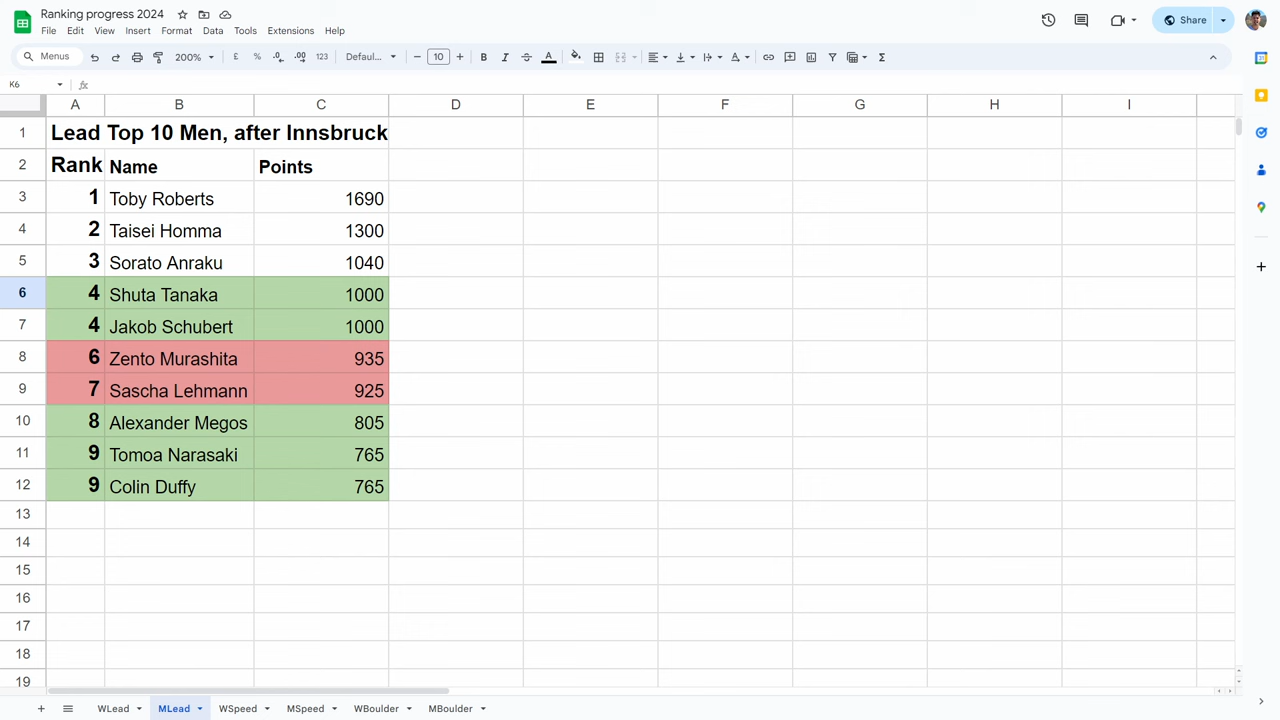 Ranking progress 2024
File Edit View Insert Format Data Tools Extensions Help
Share
Menus 200% £ % .0 .00 123 Defaul... − 10 + B I S A Σ
K6 fx
A B C D E F G H I
1 Lead Top 10 Men, after Innsbruck
2 Rank Name Points
3 1 Toby Roberts 1690
4 2 Taisei Homma 1300
5 3 Sorato Anraku 1040
6 4 Shuta Tanaka 1000
7 4 Jakob Schubert 1000
8 6 Zento Murashita 935
9 7 Sascha Lehmann 925
10 8 Alexander Megos 805
11 9 Tomoa Narasaki 765
12 9 Colin Duffy 765
13
14
15
16
17
18
19
+ WLead MLead WSpeed MSpeed WBoulder MBoulder